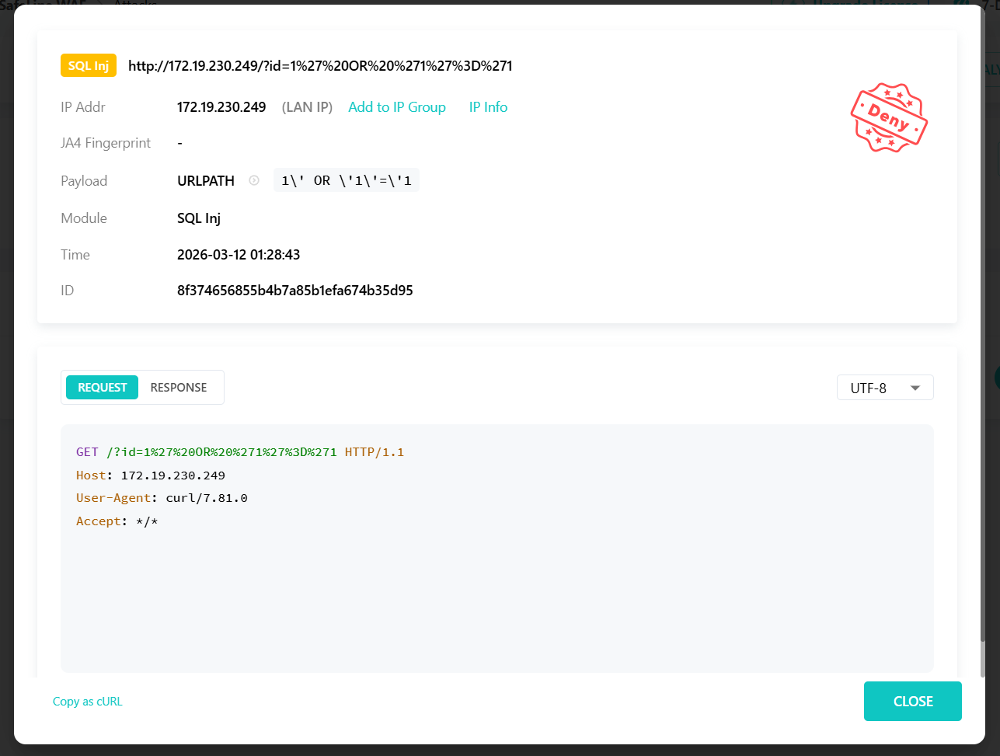 Attacks
SQL Inj http://172.19.230.249/?id=1%27%20OR%20%271%27%3D%271
IP Addr 172.19.230.249 (LAN IP) Add to IP Group IP Info
Deny
JA4 Fingerprint -
Payload URLPATH 1\' OR \'1\'=\'1
Module SQL Inj
Time 2026-03-12 01:28:43
ID 8f374656855b4b7a85b1efa674b35d95
REQUEST RESPONSE UTF-8
GET /?id=1%27%20OR%20%271%27%3D%271 HTTP/1.1
Host: 172.19.230.249
User-Agent: curl/7.81.0
Accept: */*
Copy as cURL CLOSE